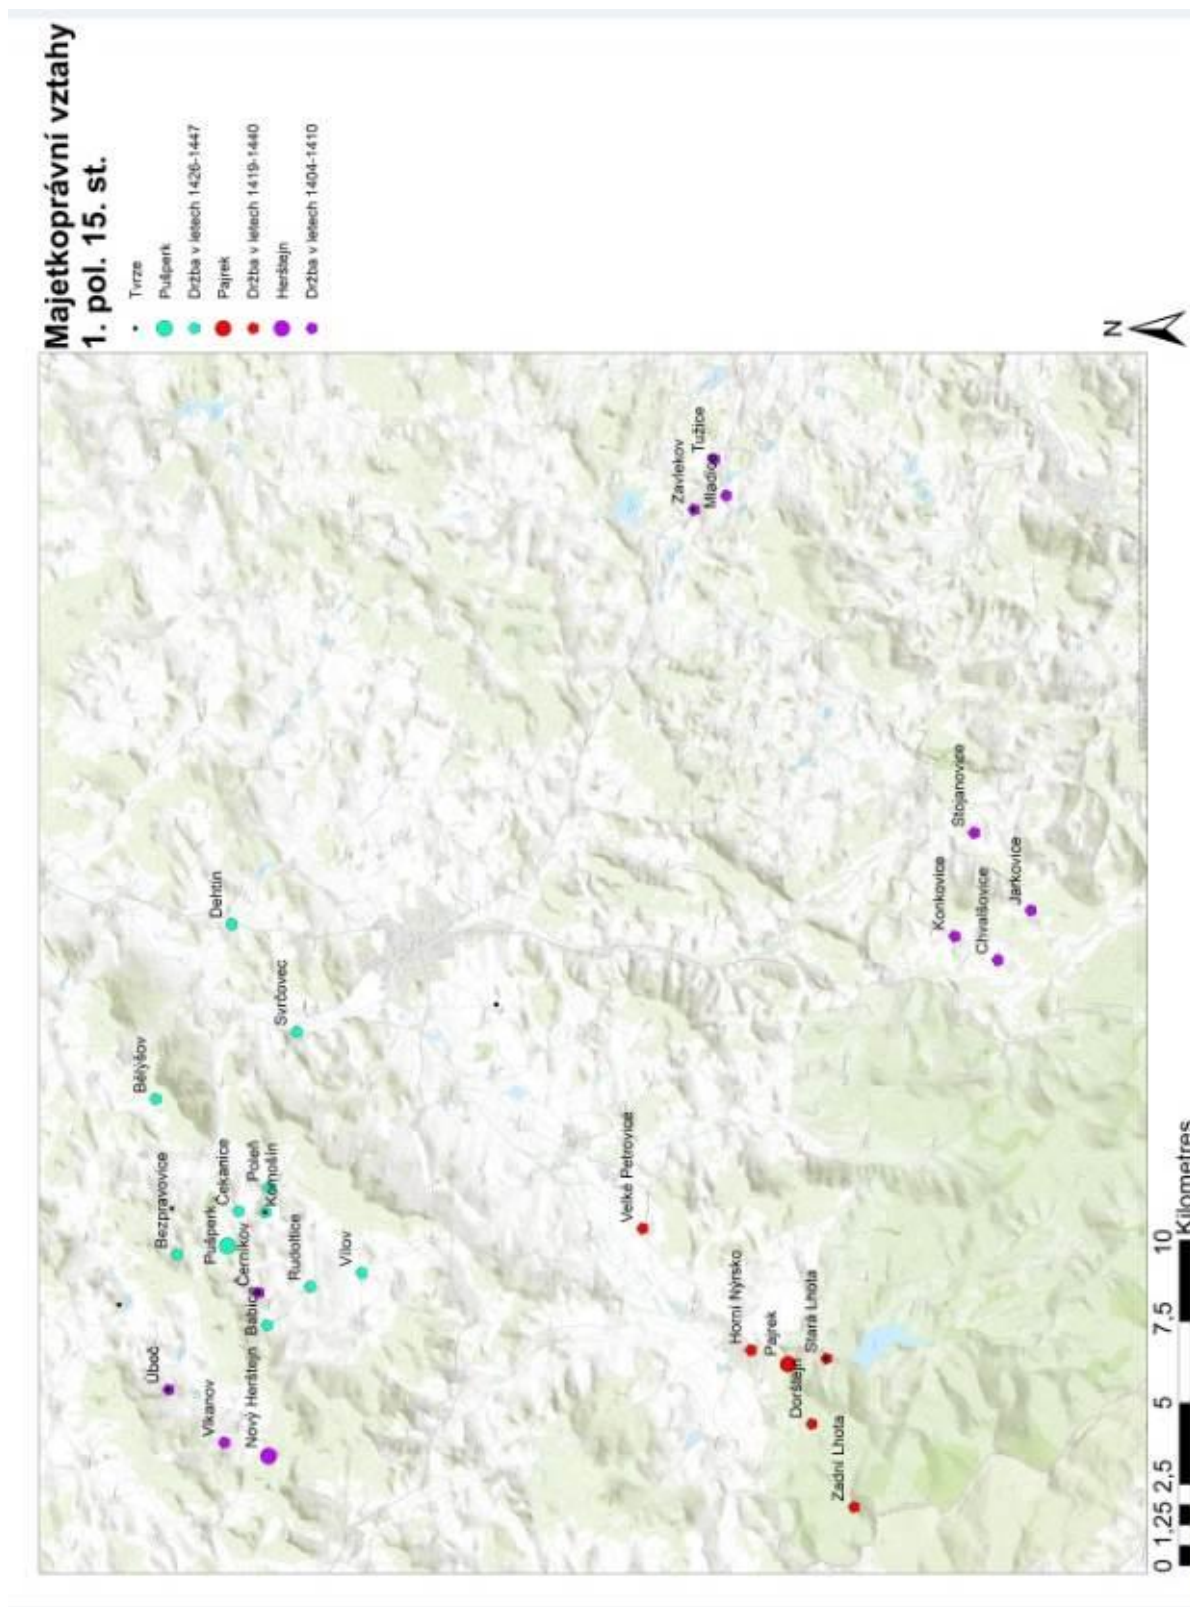 Majetkoprávní vztahy
1. pol. 15. st.
Tvrze
Pušperk
Držba v letech 1426-1447
Pajrek
Držba v letech 1419-1440
Herštejn
Držba v letech 1404-1410
N
Úboč
Bezpravovice
Bělýšov
Vlkanov
Pušperk
Čekanice
Dehtín
Nový Herštejn
Babice
Černíkov
Poleň
Komošín
Svrčovec
Rudoltice
Vílov
Velké Petrovice
Zavlekov
Mladice
Tužice
Horní Nýrsko
Pajrek
Dorštejn
Stará Lhota
Zadní Lhota
Konkovice
Stojanovice
Chvalšovice
Jarkovice
0 1,25 2,5 5 7,5 10
Kilometres